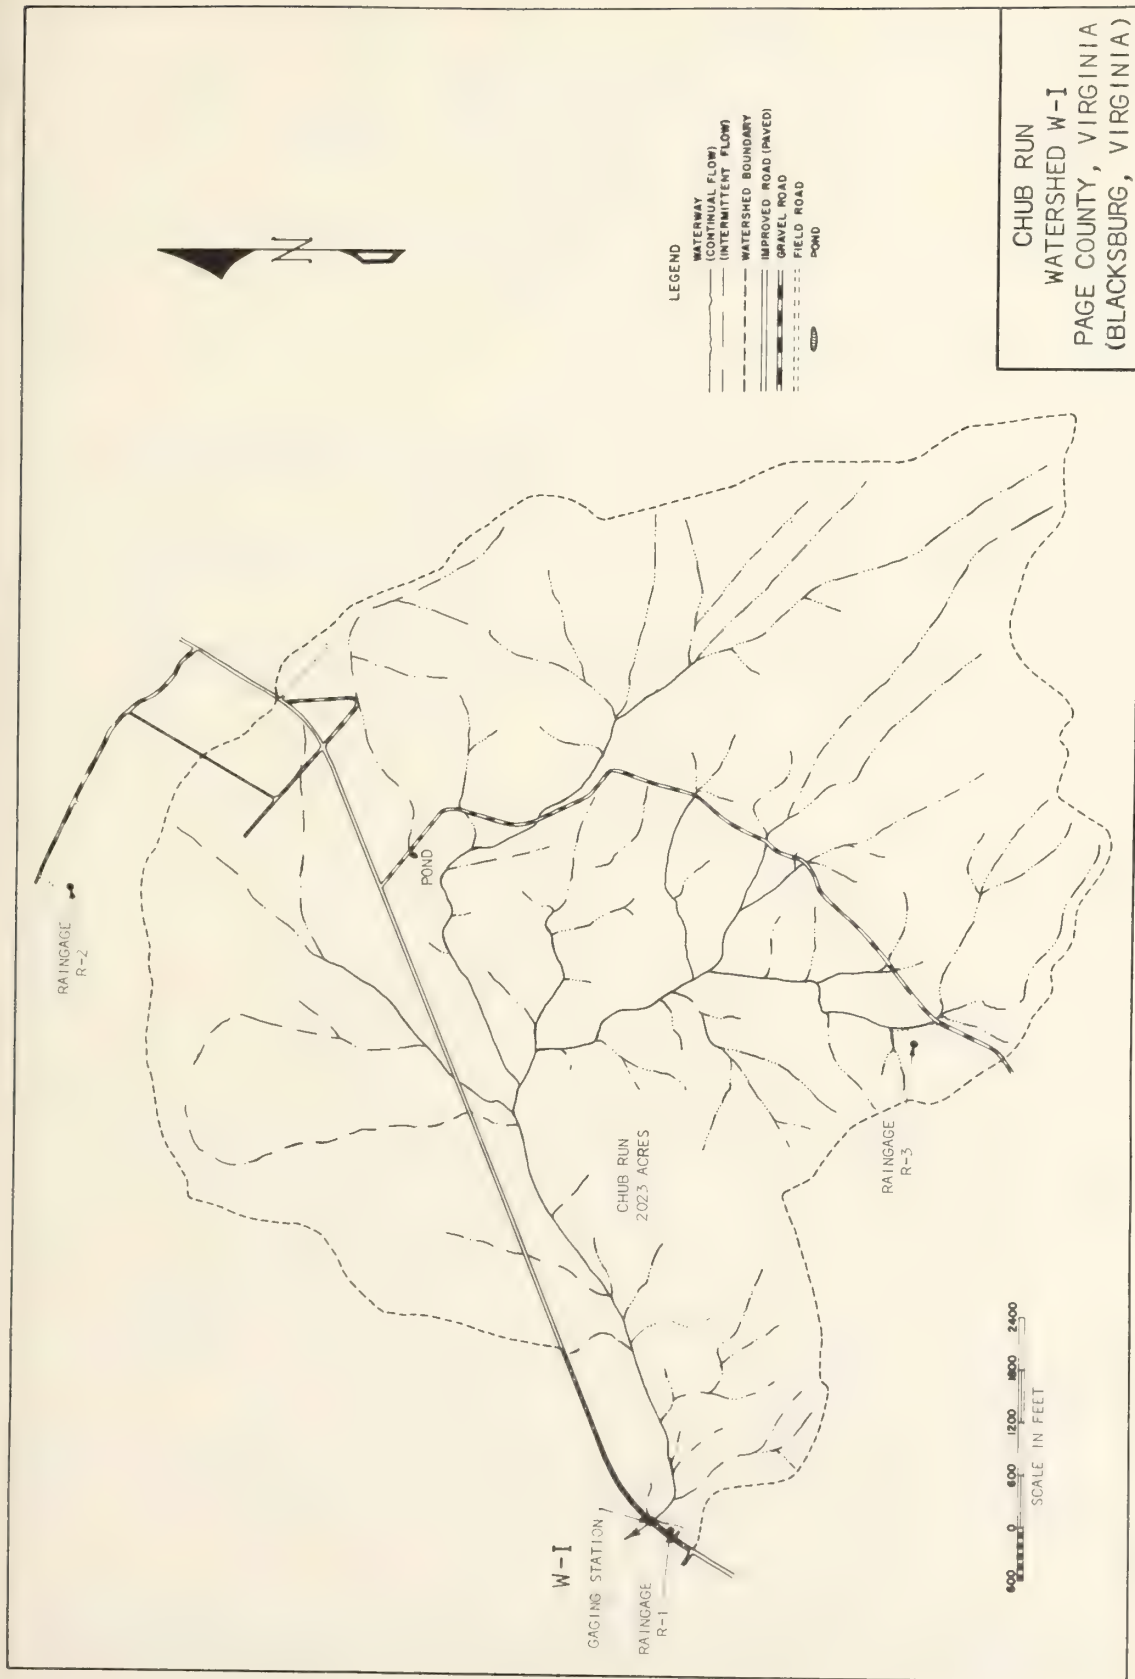 RAINGAGE
R-2
N
LEGEND
WATERWAY
(CONTINUAL FLOW)
(INTERMITTENT FLOW)
WATERSHED BOUNDARY
IMPROVED ROAD (PAVED)
GRAVEL ROAD
FIELD ROAD
POND
POND
CHUB RUN
2023 ACRES
W-I
GAGING STATION
RAINGAGE
R-1
RAINGAGE
R-3
600 0 600 1200 1800 2400
SCALE IN FEET
CHUB RUN
WATERSHED W-I
PAGE COUNTY, VIRGINIA
(BLACKSBURG, VIRGINIA)